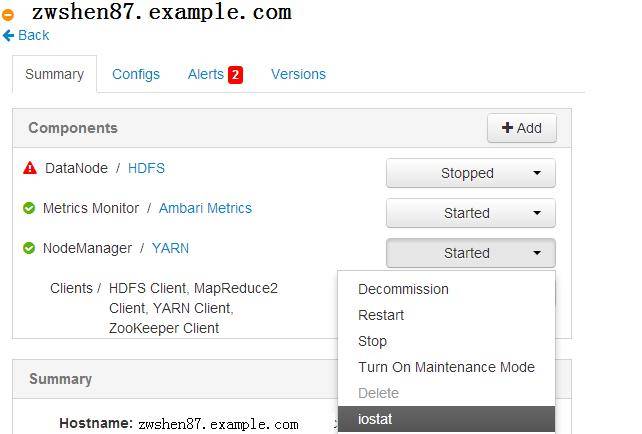 zwshen87.example.com
Back
Summary Configs Alerts 2 Versions
Components
Add
DataNode / HDFS Stopped
Metrics Monitor / Ambari Metrics Started
NodeManager / YARN Started
Clients / HDFS Client, MapReduce2
Client, YARN Client,
ZooKeeper Client
Decommission
Restart
Stop
Turn On Maintenance Mode
Delete
iostat
Summary
Hostname: zwshen87.example.com